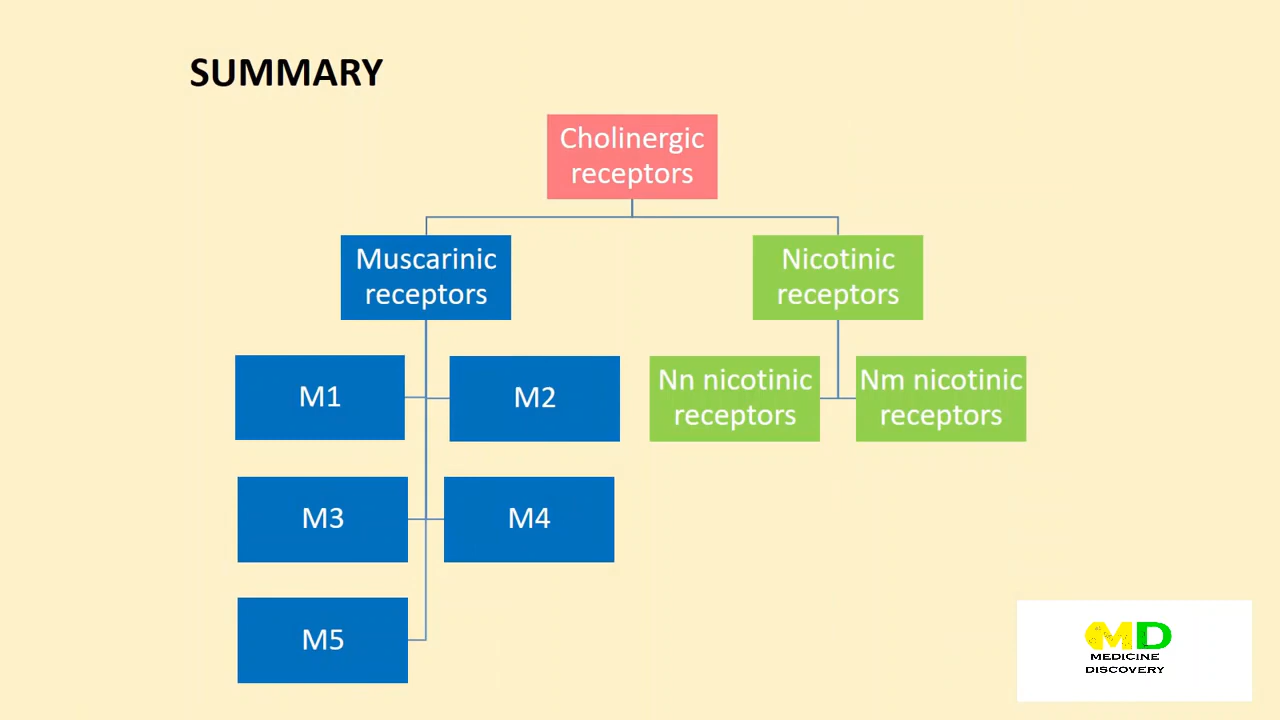 SUMMARY
Cholinergic
receptors
Muscarinic
receptors
Nicotinic
receptors
M1
M2
Nn nicotinic
receptors
Nm nicotinic
receptors
M3
M4
M5
MD
MEDICINE
DISCOVERY